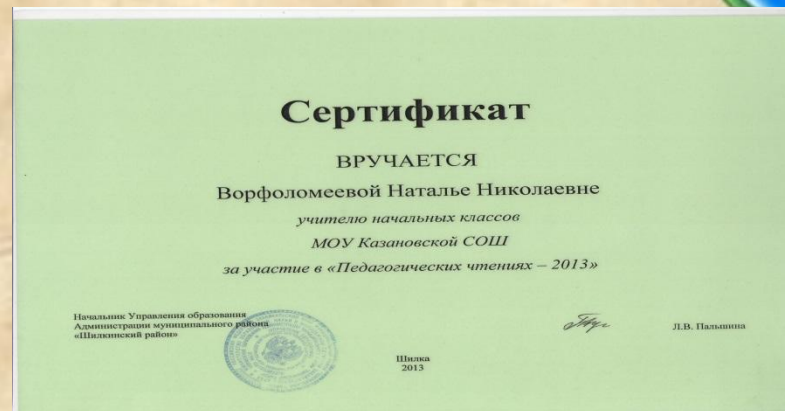 Сертификат
ВРУЧАЕТСЯ
Ворфоломеевой Наталье Николаевне
учителю начальных классов
МОУ Казановской СОШ
за участие в «Педагогических чтениях – 2013»
Начальник Управления образования
Администрации муниципального района
«Шилкинский район»
Л.В. Пальшина
Шилка
2013